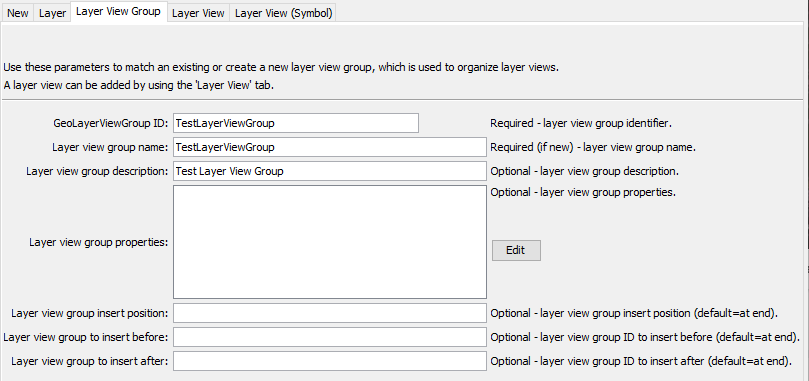 New Layer Layer View Group Layer View Layer View (Symbol)
Use these parameters to match an existing or create a new layer view group, which is used to organize layer views.
A layer view can be added by using the 'Layer View' tab.
GeoLayerViewGroup ID: TestLayerViewGroup Required - layer view group identifier.
Layer view group name: TestLayerViewGroup Required (if new) - layer view group name.
Layer view group description: Test Layer View Group Optional - layer view group description.
Optional - layer view group properties.
Layer view group properties: Edit
Layer view group insert position: Optional - layer view group insert position (default=at end).
Layer view group to insert before: Optional - layer view group ID to insert before (default=at end).
Layer view group to insert after: Optional - layer view group ID to insert after (default=at end).